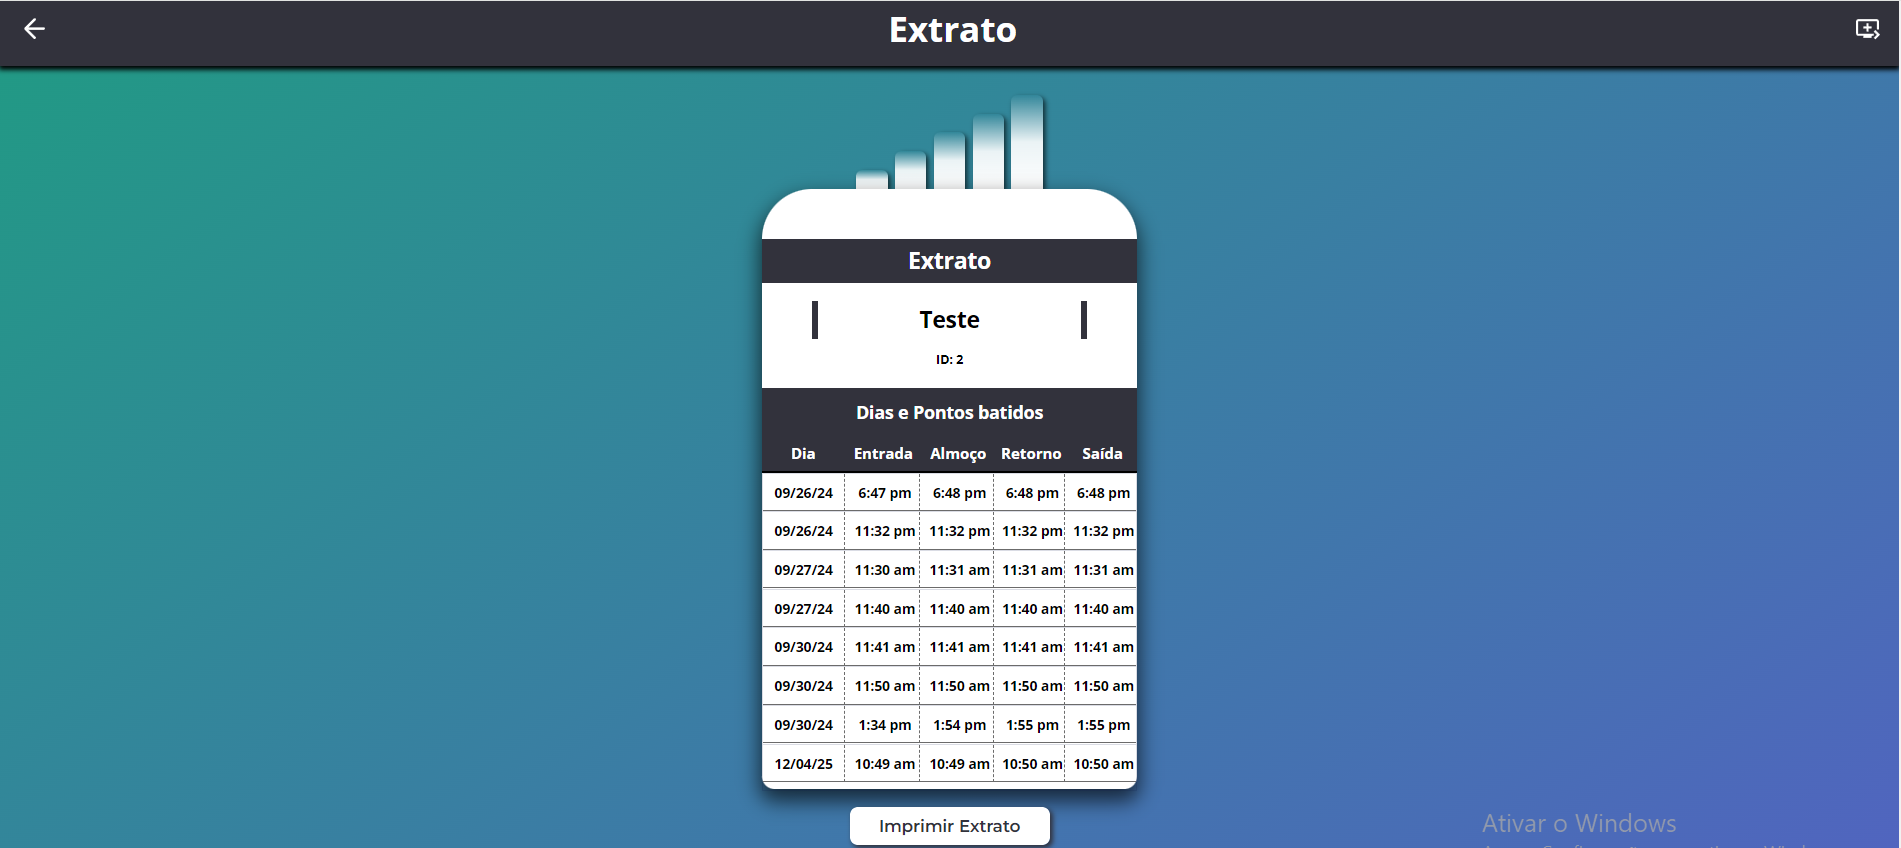 Extrato
Extrato
Teste
ID: 2
Dias e Pontos batidos
Dia Entrada Almoço Retorno Saída
09/26/24 6:47 pm 6:48 pm 6:48 pm 6:48 pm
09/26/24 11:32 pm 11:32 pm 11:32 pm 11:32 pm
09/27/24 11:30 am 11:31 am 11:31 am 11:31 am
09/27/24 11:40 am 11:40 am 11:40 am 11:40 am
09/30/24 11:41 am 11:41 am 11:41 am 11:41 am
09/30/24 11:50 am 11:50 am 11:50 am 11:50 am
09/30/24 1:34 pm 1:54 pm 1:55 pm 1:55 pm
12/04/25 10:49 am 10:49 am 10:50 am 10:50 am
Imprimir Extrato
Ativar o Windows